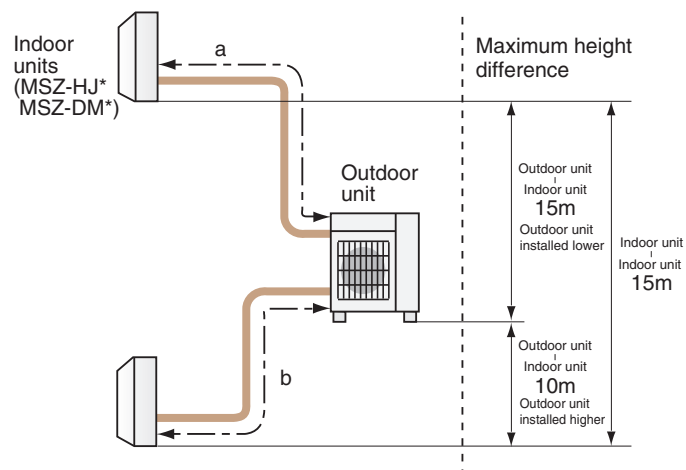 Indoor
units
(MSZ-HJ*
MSZ-DM*)
a
Maximum height
difference
Outdoor
unit
Outdoor unit
Indoor unit
15m
Outdoor unit
installed lower
Indoor unit
Indoor unit
15m
b
Outdoor unit
Indoor unit
10m
Outdoor unit
installed higher